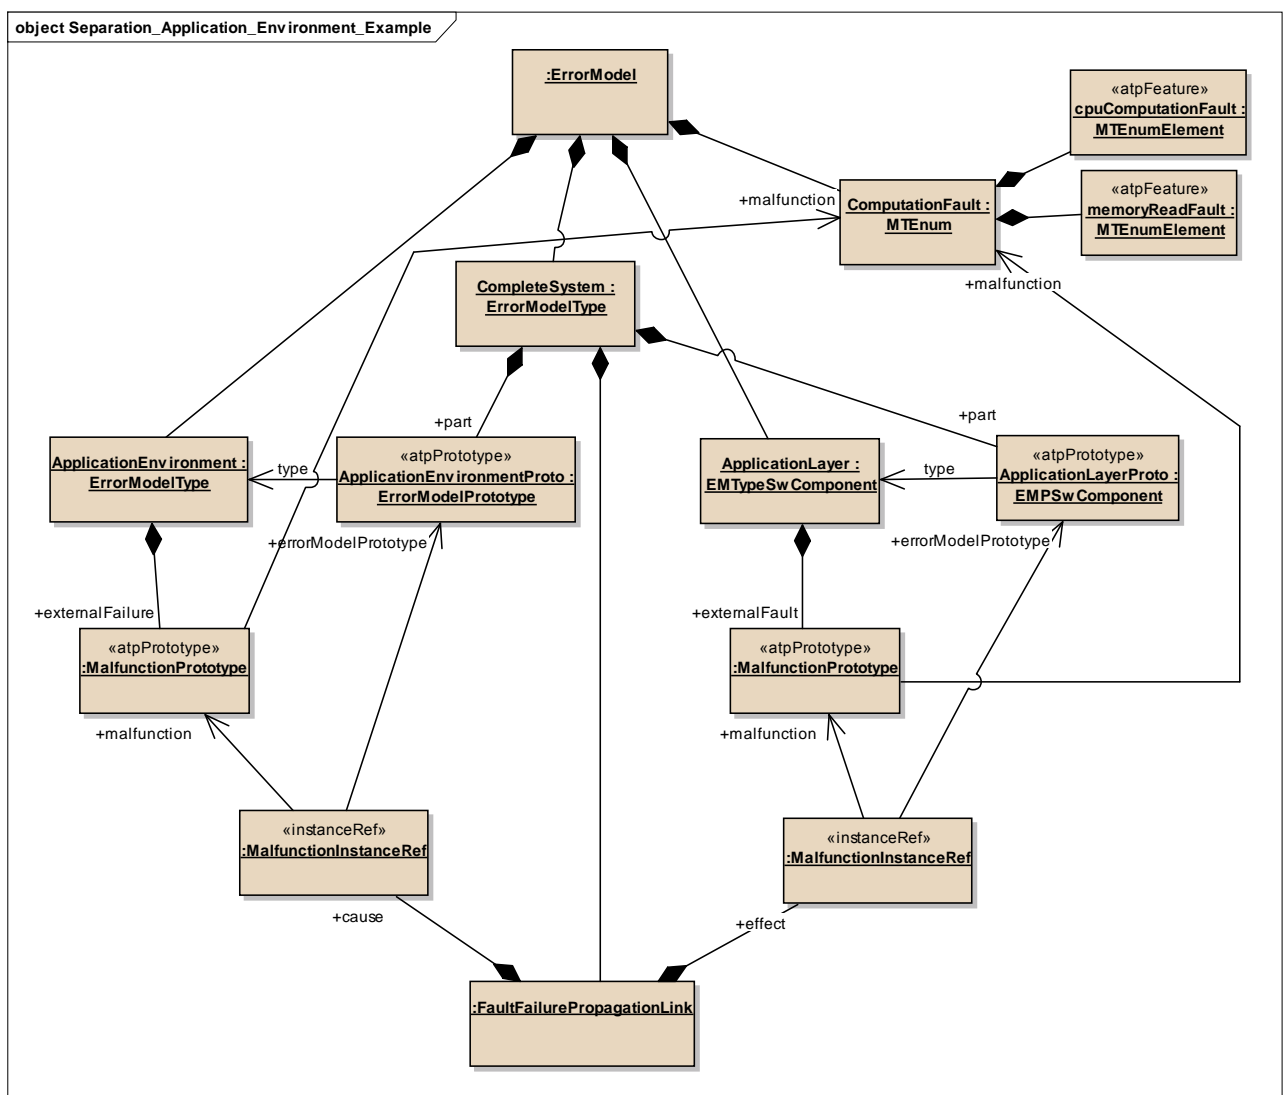 object Separation_Application_Environment_Example
:ErrorModel
«atpFeature»
cpuComputationFault :
MTEnumElement
«atpFeature»
memoryReadFault :
MTEnumElement
+malfunction
ComputationFault :
MTEnum
+malfunction
CompleteSystem :
ErrorModelType
+part
+part
ApplicationEnvironment :
ErrorModelType
type
«atpPrototype»
ApplicationEnvironmentProto :
ErrorModelPrototype
ApplicationLayer :
EMTypeSwComponent
type
«atpPrototype»
ApplicationLayerProto :
EMPSwComponent
+errorModelPrototype
+errorModelPrototype
+externalFailure
+externalFault
«atpPrototype»
:MalfunctionPrototype
«atpPrototype»
:MalfunctionPrototype
+malfunction
+malfunction
«instanceRef»
:MalfunctionInstanceRef
«instanceRef»
:MalfunctionInstanceRef
+cause
+effect
:FaultFailurePropagationLink